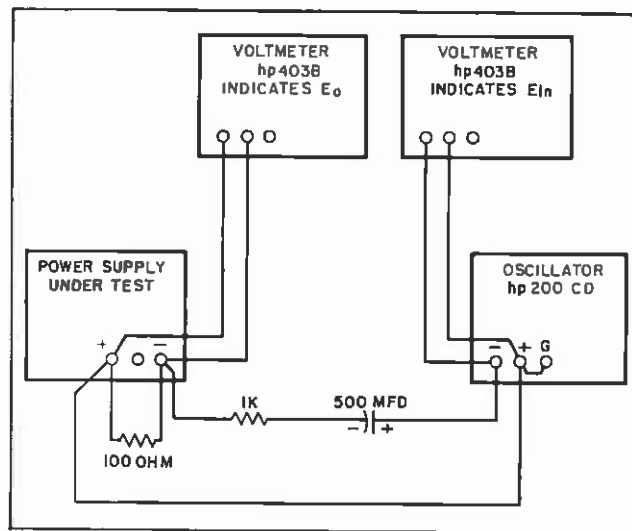 VOLTMETER
hp403B
INDICATES Eo
VOLTMETER
hp403B
INDICATES Ein
POWER SUPPLY
UNDER TEST
+ −
OSCILLATOR
hp 200 CD
− + G
1K
500 MFD
− +
100 OHM